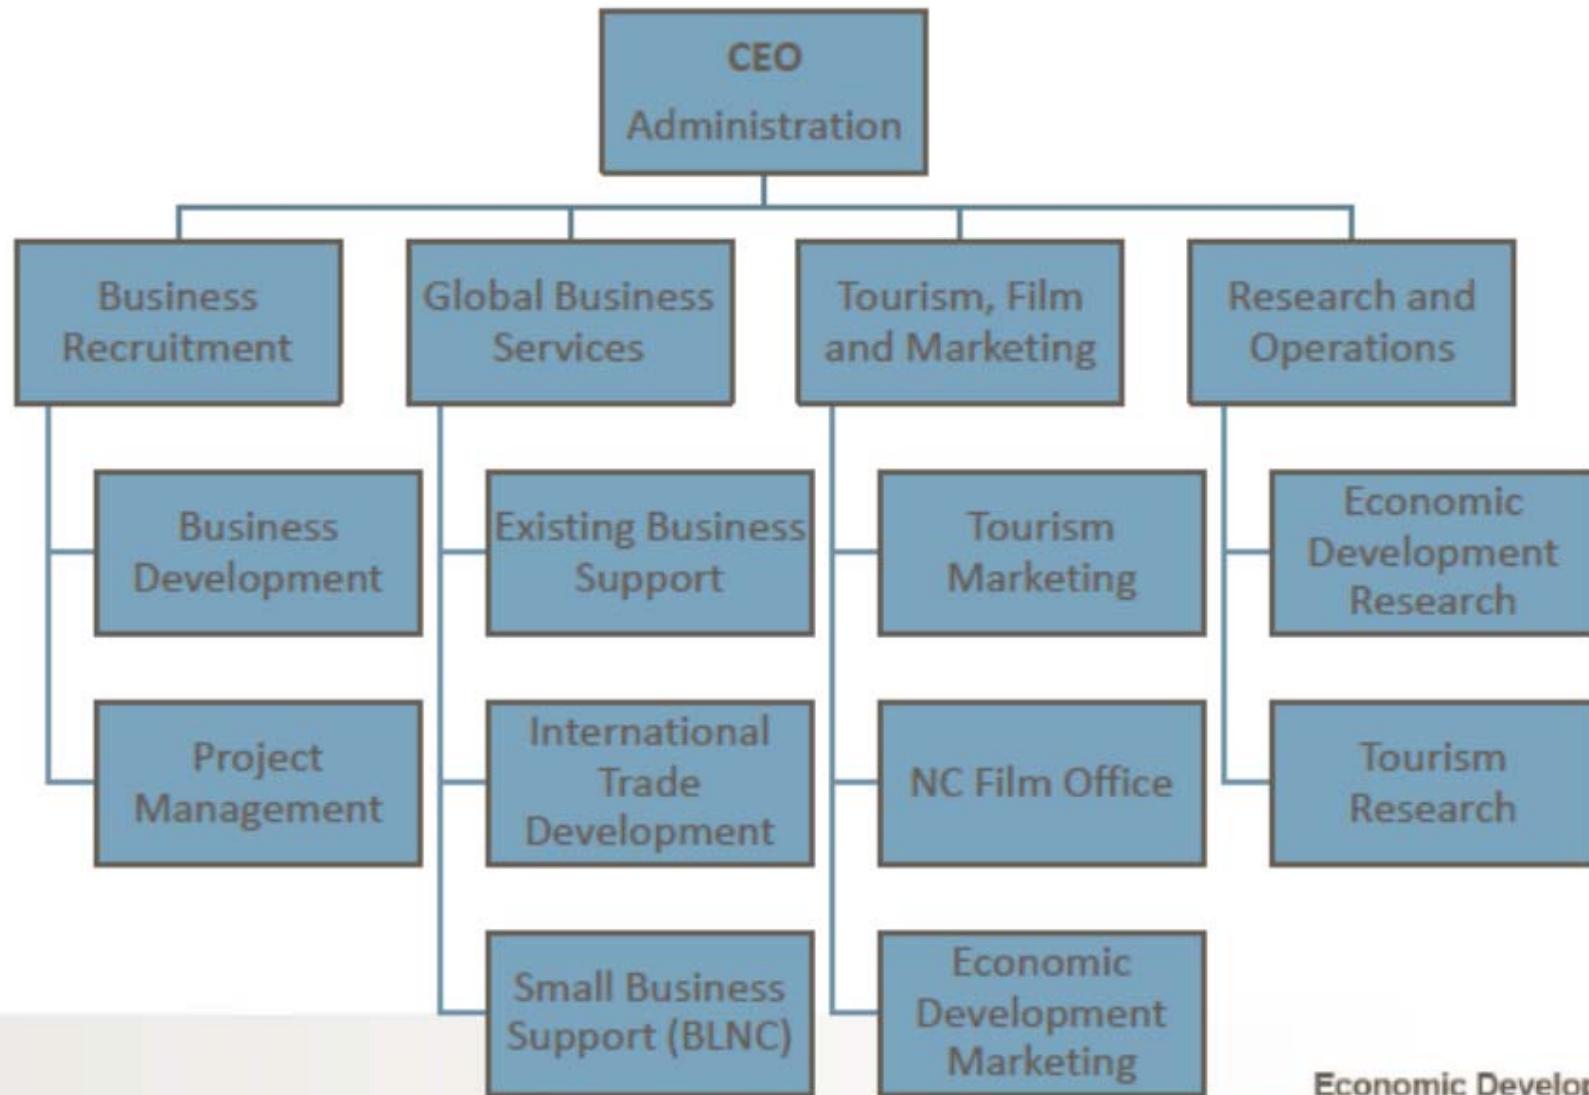 CEO
Administration
Business
Recruitment
Global Business
Services
Tourism, Film
and Marketing
Research and
Operations
Business
Development
Existing Business
Support
Tourism
Marketing
Economic
Development
Research
Project
Management
International
Trade
Development
NC Film Office
Tourism
Research
Small Business
Support (BLNC)
Economic
Development
Marketing
Economic Develop